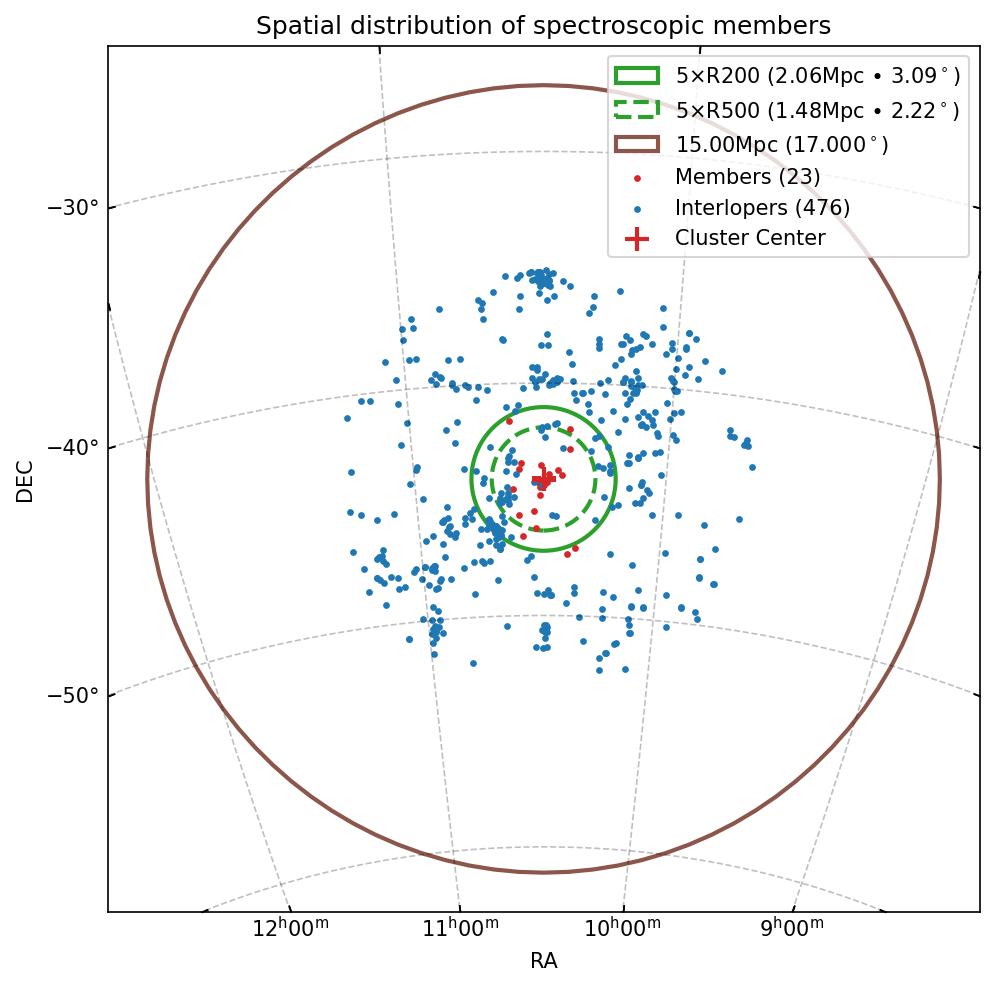 Spatial distribution of spectroscopic members
5×R200 (2.06Mpc • 3.09°)
5×R500 (1.48Mpc • 2.22°)
15.00Mpc (17.000°)
Members (23)
Interlopers (476)
Cluster Center
−30°
−40°
−50°
DEC
12ʰ00ᵐ 11ʰ00ᵐ 10ʰ00ᵐ 9ʰ00ᵐ
RA